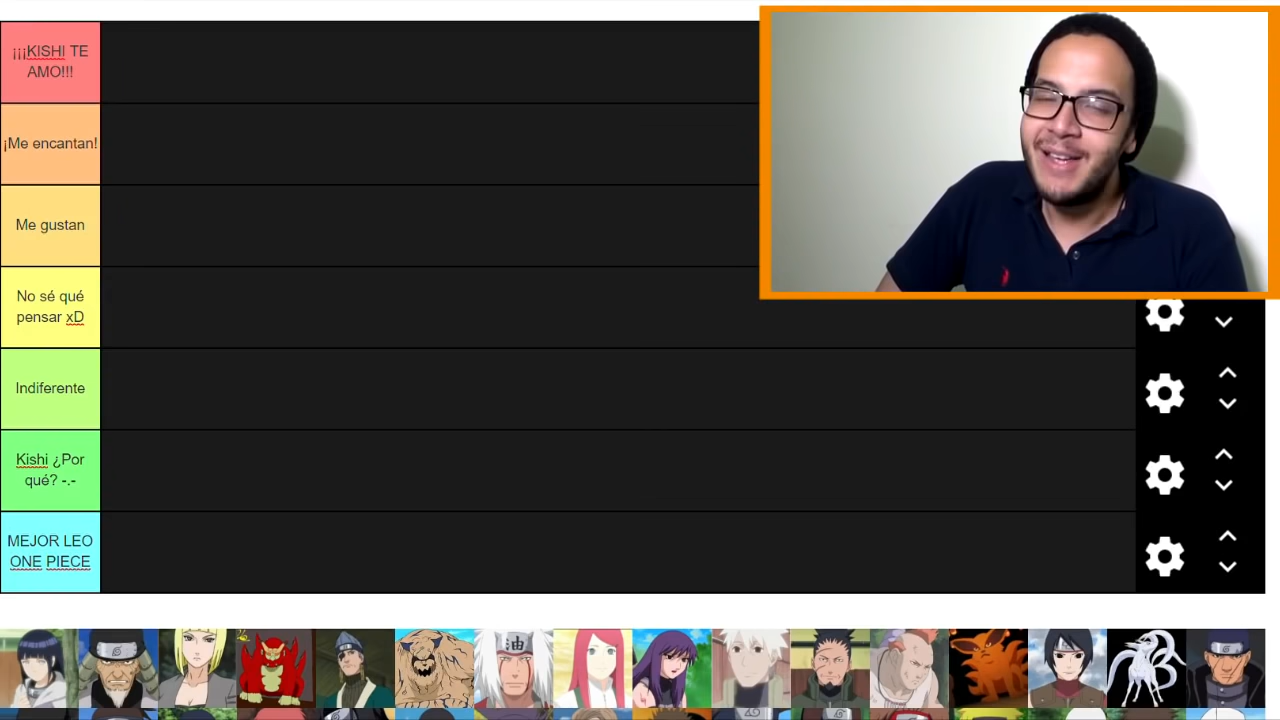 ¡¡¡KISHI TE
AMO!!!
¡Me encantan!
Me gustan
No sé qué
pensar xD
Indiferente
Kishi ¿Por
qué? -.-
MEJOR LEO
ONE PIECE
油